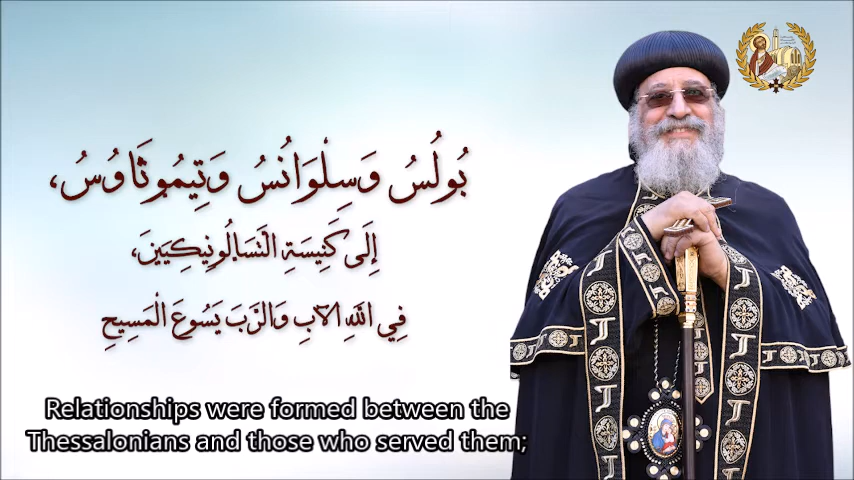 بُولُسُ وَسِلْوَانُسُ وَتِيمُوثَاوُسُ،
إِلَى كَنِيسَةِ التَّسَالُونِيكِيِّينَ،
فِي اللهِ الآبِ وَالرَّبَ يَسُوعَ الْمَسِيحِ
Relationships were formed between the
Thessalonians and those who served them;